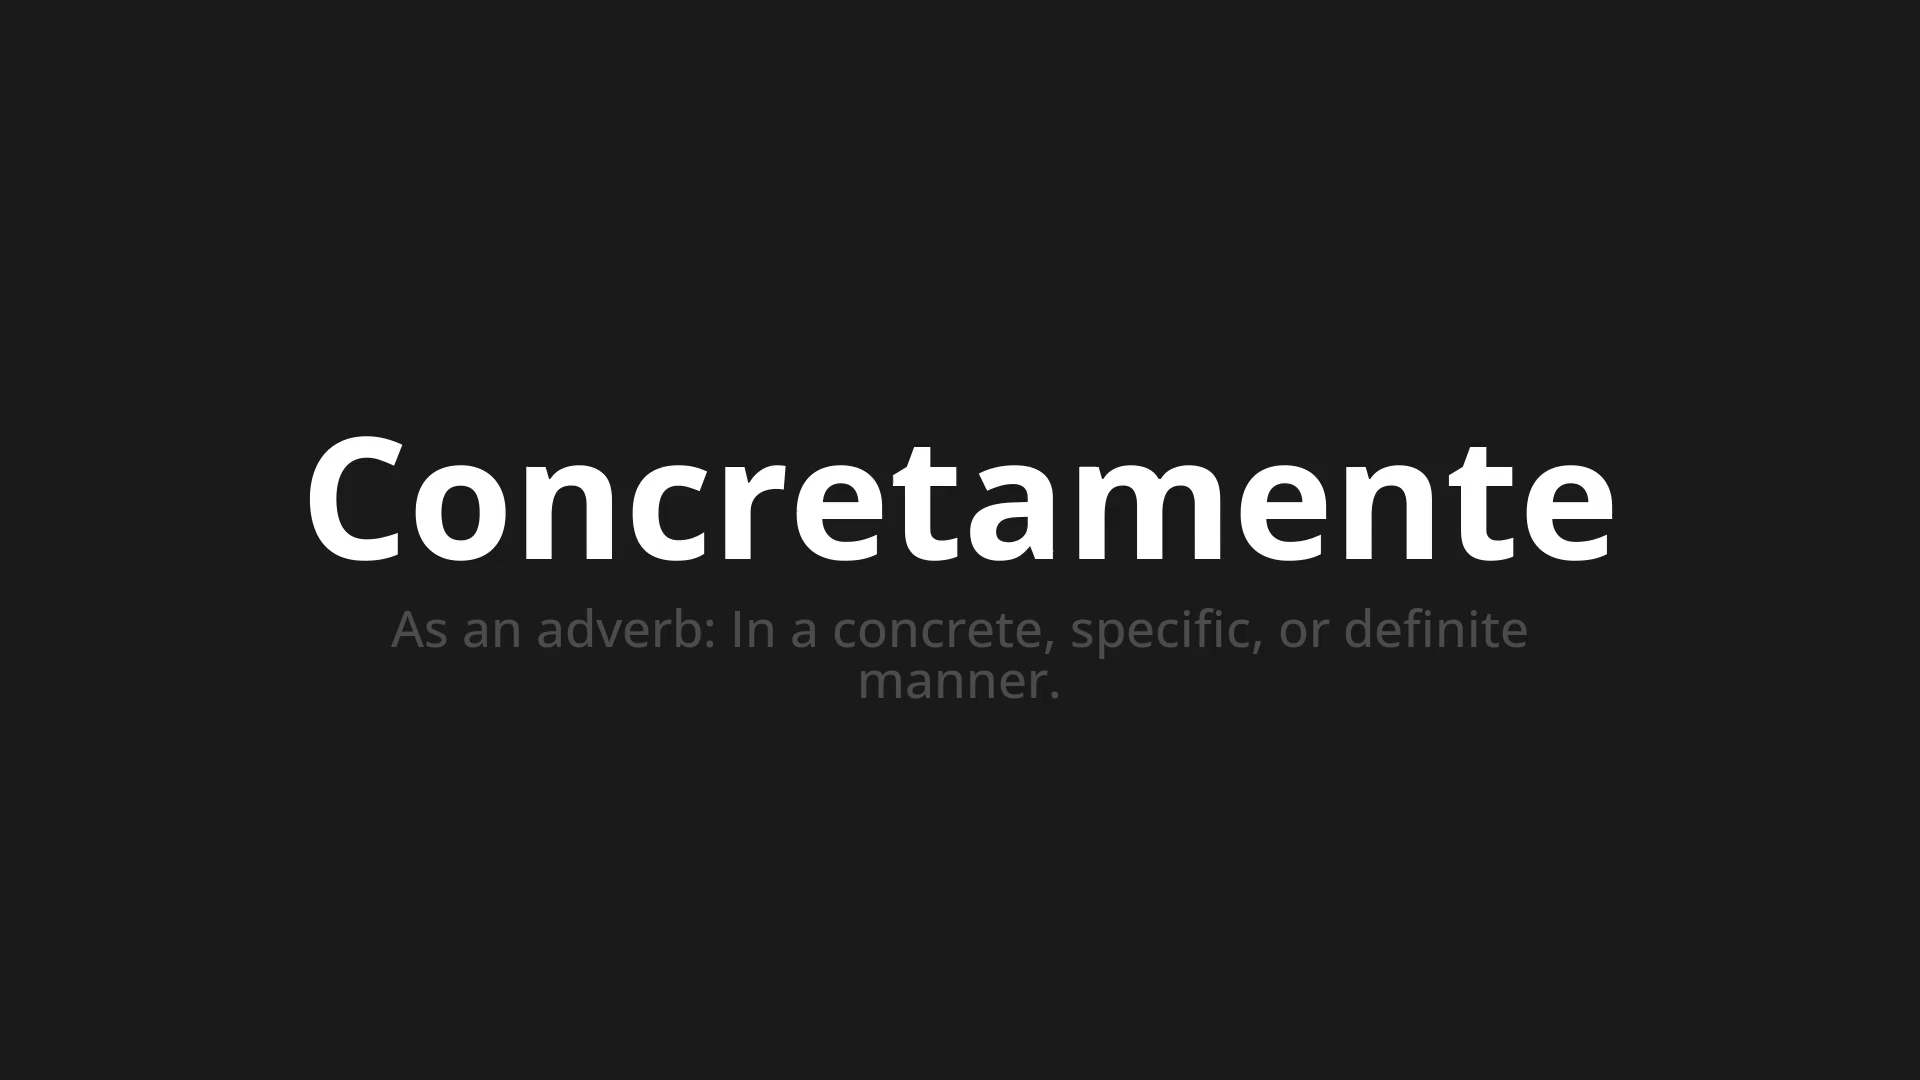 Concretamente
As an adverb: In a concrete, specific, or definite
manner.